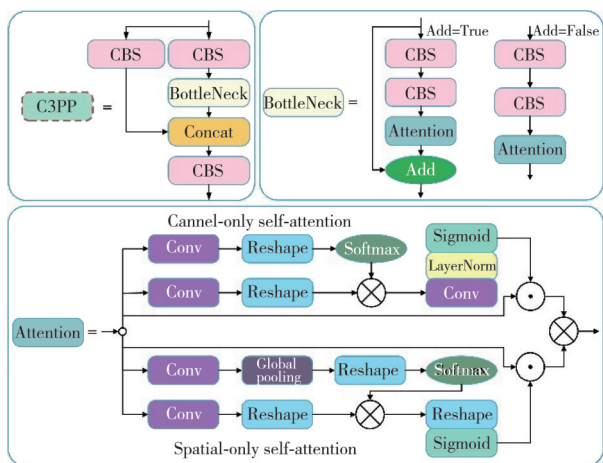 CBS CBS
C3PP = BottleNeck
Concat
CBS
Add=True Add=False
CBS CBS
BottleNeck = CBS CBS
Attention Attention
Add
Cannel-only self-attention
Conv Reshape Softmax Sigmoid
LayerNorm
Conv Reshape Conv
Attention =
Conv Global pooling Reshape Softmax
Conv Reshape Reshape
Sigmoid
Spatial-only self-attention